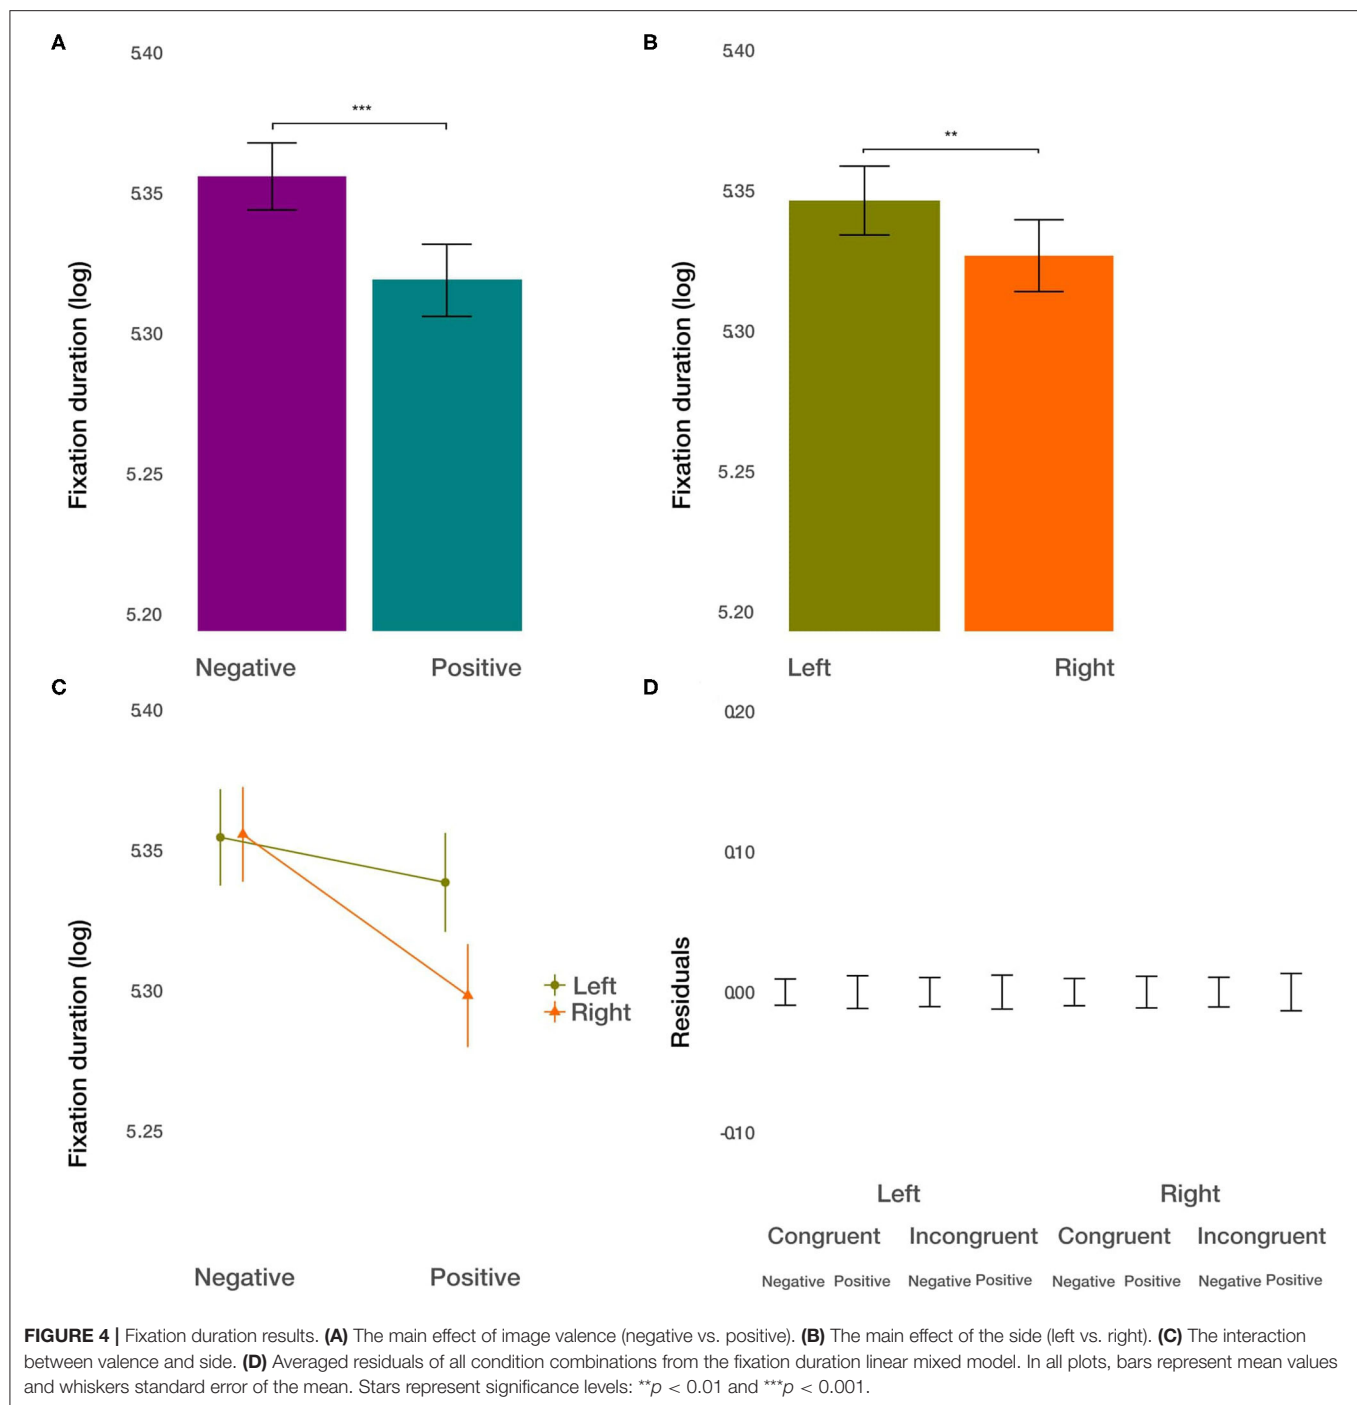 A
5.40
***
5.35
5.30
5.25
5.20
Fixation duration (log)
Negative Positive
B
5.40
**
5.35
5.30
5.25
5.20
Fixation duration (log)
Left Right
C
5.40
5.35
5.30
5.25
Fixation duration (log)
Left
Right
Negative Positive
D
0.20
0.10
0.00
-0.10
Residuals
Left Right
Congruent Incongruent Congruent Incongruent
Negative Positive Negative Positive Negative Positive Negative Positive
FIGURE 4 | Fixation duration results. (A) The main effect of image valence (negative vs. positive). (B) The main effect of the side (left vs. right). (C) The interaction
between valence and side. (D) Averaged residuals of all condition combinations from the fixation duration linear mixed model. In all plots, bars represent mean values
and whiskers standard error of the mean. Stars represent significance levels: **p < 0.01 and ***p < 0.001.